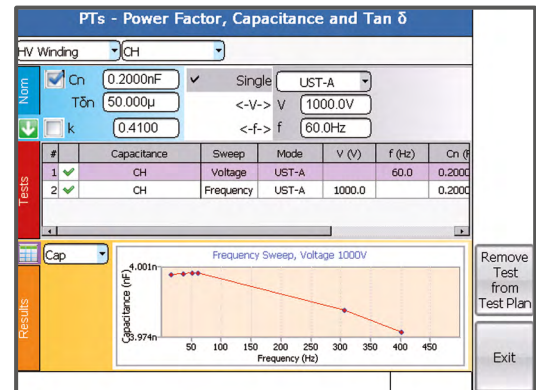 PTs - Power Factor, Capacitance and Tan δ
HV Winding CH
Nom
Cn 0.2000nF Single UST-A
Tδn 50.000µ <-V-> V 1000.0V
k 0.4100 <-f-> f 60.0Hz
Tests
# Capacitance Sweep Mode V (V) f (Hz) Cn (F
1 CH Voltage UST-A 60.0 0.2000
2 CH Frequency UST-A 1000.0 0.2000
Results
Cap
Frequency Sweep, Voltage 1000V
4.001n
Capacitance (nF)
3.974n
50 100 150 200 250 300 350 400 450
Frequency (Hz)
Remove
Test
from
Test Plan
Exit